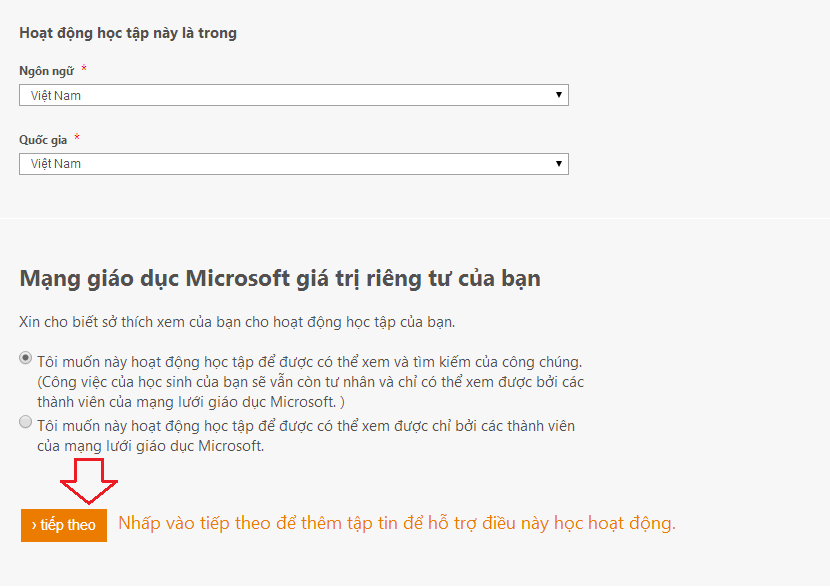 Hoạt động học tập này là trong
Ngôn ngữ *
Việt Nam
Quốc gia *
Việt Nam
Mạng giáo dục Microsoft giá trị riêng tư của bạn
Xin cho biết sở thích xem của bạn cho hoạt động học tập của bạn.
Tôi muốn này hoạt động học tập để được có thể xem và tìm kiếm của công chúng.
(Công việc của học sinh của bạn sẽ vẫn còn tư nhân và chỉ có thể xem được bởi các
thành viên của mạng lưới giáo dục Microsoft. )
Tôi muốn này hoạt động học tập để được có thể xem được chỉ bởi các thành viên
của mạng lưới giáo dục Microsoft.
› tiếp theo Nhấp vào tiếp theo để thêm tập tin để hỗ trợ điều này học hoạt động.